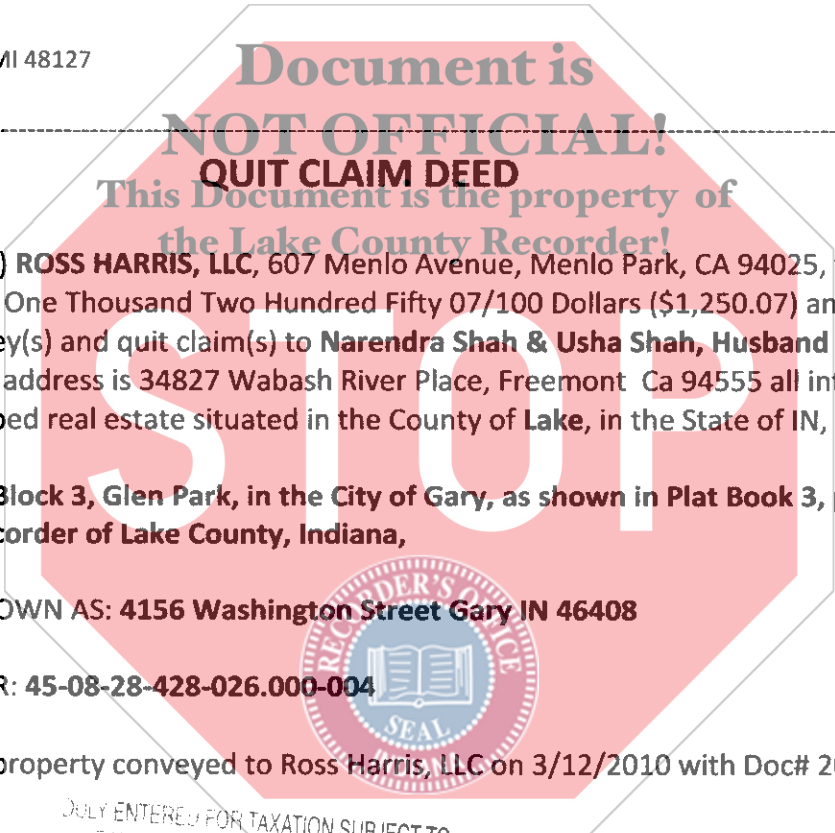 MI 48127
Document is
NOT OFFICIAL!
QUIT CLAIM DEED
This Document is the property of
the Lake County Recorder!
) ROSS HARRIS, LLC, 607 Menlo Avenue, Menlo Park, CA 94025,
One Thousand Two Hundred Fifty 07/100 Dollars ($1,250.07) an
ey(s) and quit claim(s) to Narendra Shah & Usha Shah, Husband
address is 34827 Wabash River Place, Freemont Ca 94555 all int
bed real estate situated in the County of Lake, in the State of IN,
STOP
Block 3, Glen Park, in the City of Gary, as shown in Plat Book 3,
corder of Lake County, Indiana,
OWN AS: 4156 Washington Street Gary IN 46408
RECORDER'S OFFICE
R: 45-08-28-428-026.000-004
SEAL
INDIANA
property conveyed to Ross Harris, LLC on 3/12/2010 with Doc# 2
DULY ENTERED FOR TAXATION SUBJECT TO